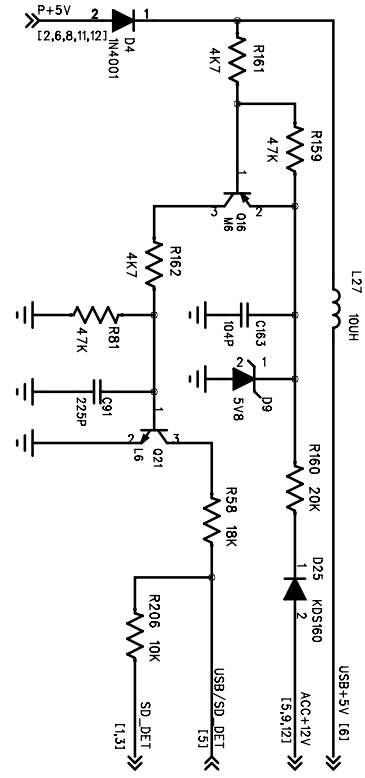 P+5V
[2,6,8,11,12]
2
1
D4
1N4001
R161
4K7
R159
47K
1
3
2
Q16
M6
R162
4K7
L27
10UH
R81
47K
C163
104P
2
1
D9
5V8
C91
225P
1
2
3
Q21
L6
R160
20K
R58
18K
D25
1
KDS160
2
R206
10K
SD_DET
[1,3]
USB/SD_DET
[5]
ACC+12V
[5,9,12]
USB+5V [6]